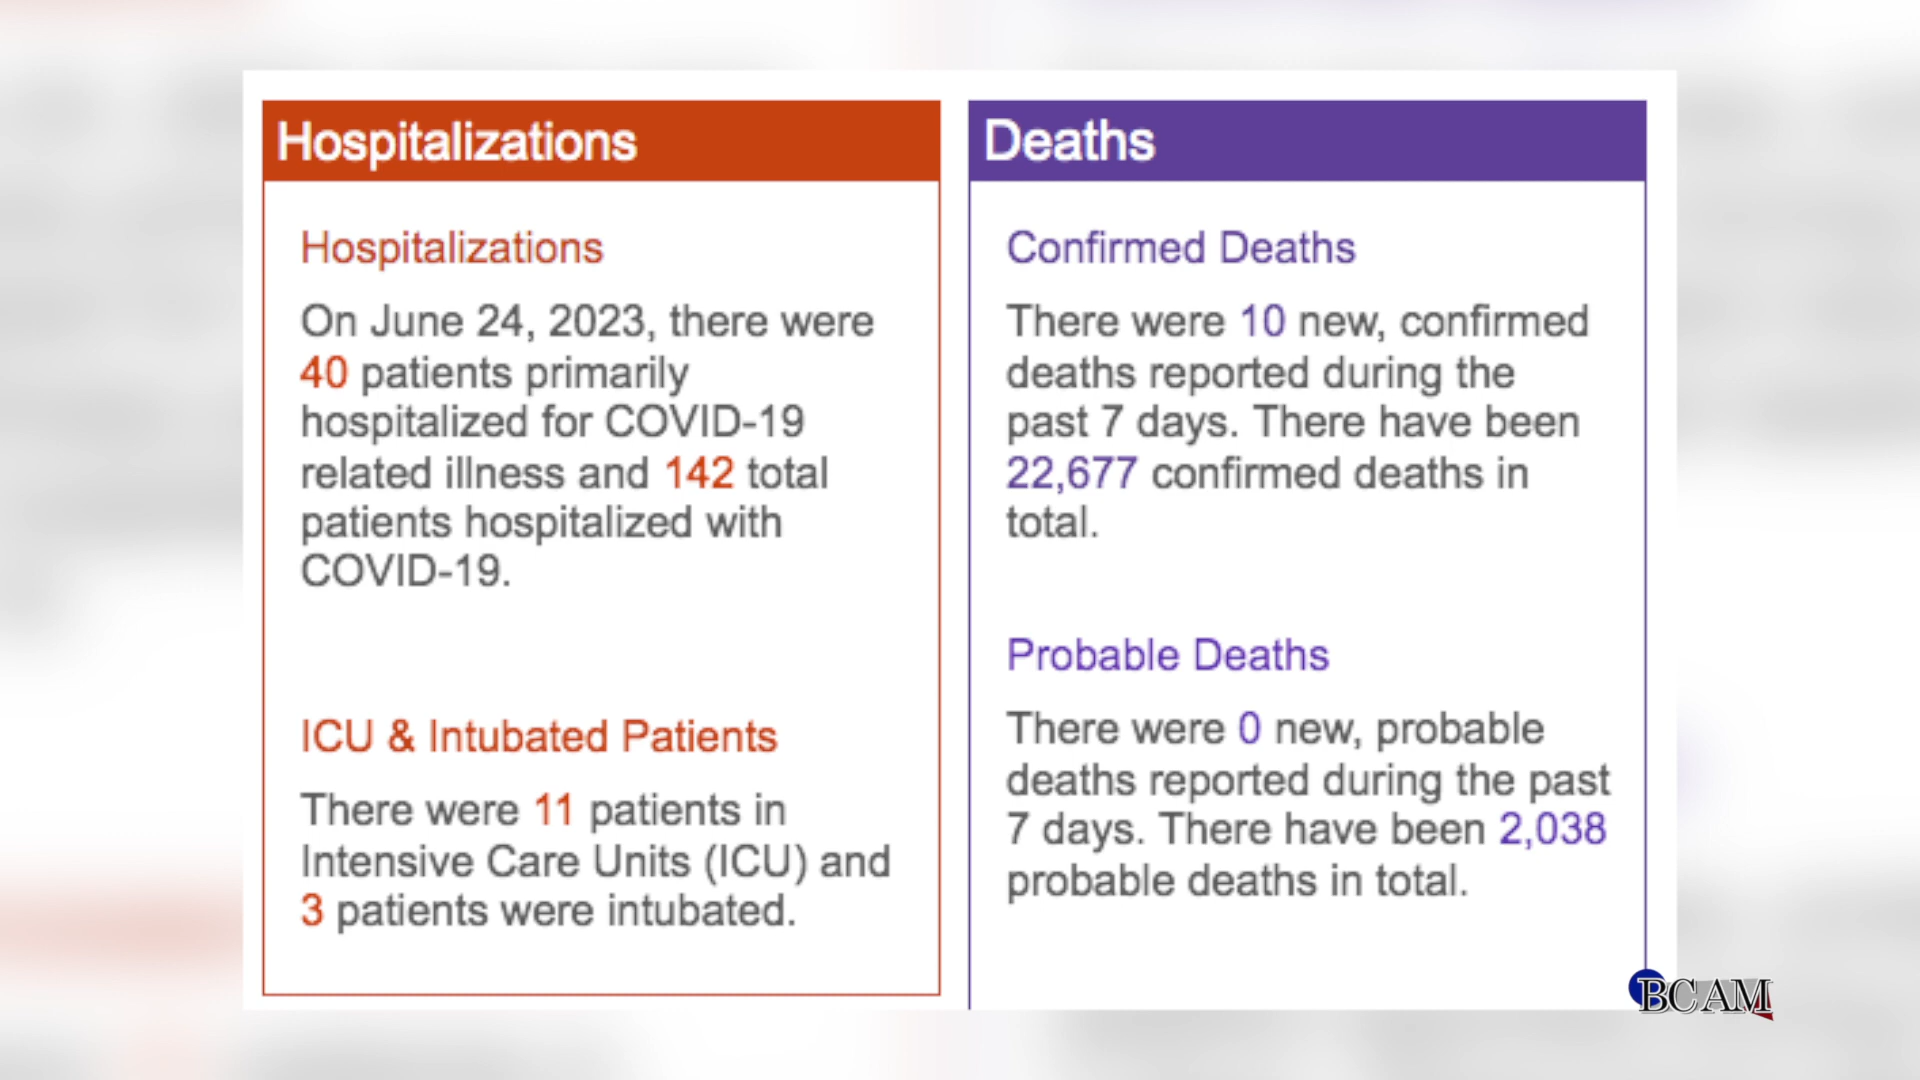 Hospitalizations
Hospitalizations
On June 24, 2023, there were
40 patients primarily
hospitalized for COVID-19
related illness and 142 total
patients hospitalized with
COVID-19.
ICU & Intubated Patients
There were 11 patients in
Intensive Care Units (ICU) and
3 patients were intubated.
Deaths
Confirmed Deaths
There were 10 new, confirmed
deaths reported during the
past 7 days. There have been
22,677 confirmed deaths in
total.
Probable Deaths
There were 0 new, probable
deaths reported during the past
7 days. There have been 2,038
probable deaths in total.
BCAM